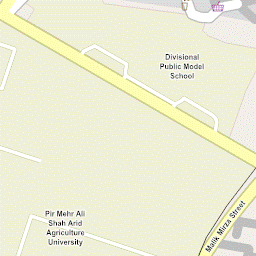 Divisional
Public Model
School
Pir Mehr Ali
Shah Arid
Agriculture
University
Malik Mirza Street